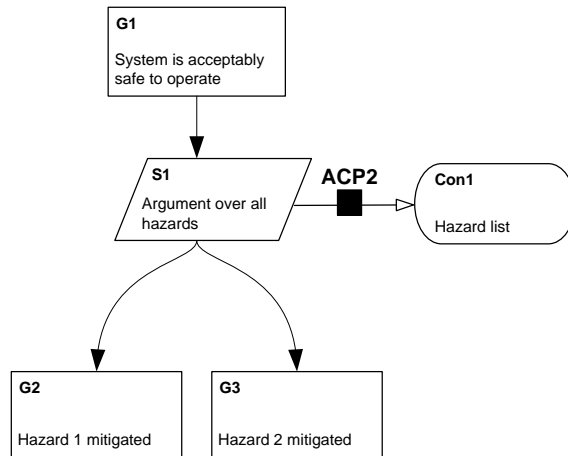 G1
System is acceptably
safe to operate
S1
Argument over all
hazards
ACP2
Con1
Hazard list
G2
Hazard 1 mitigated
G3
Hazard 2 mitigated